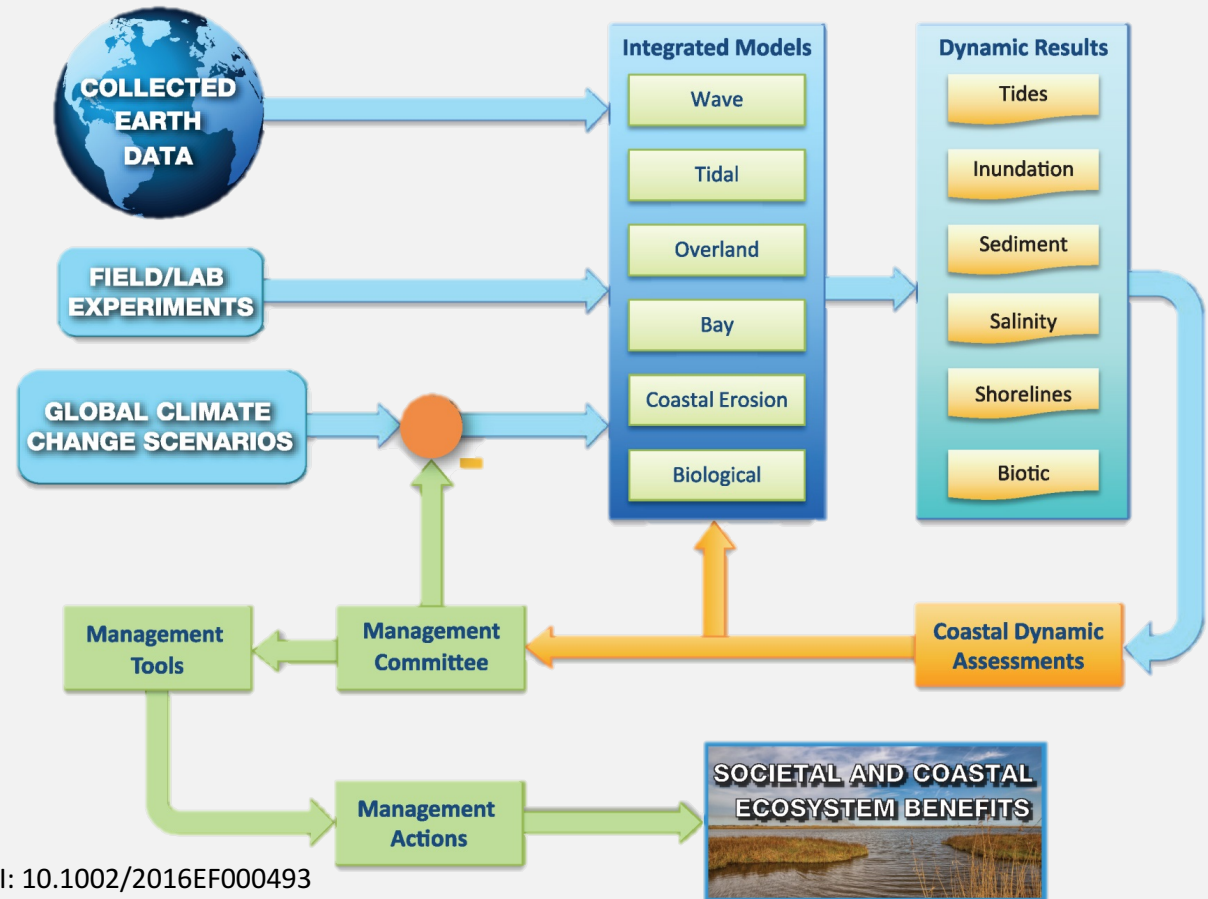 COLLECTED
EARTH
DATA
FIELD/LAB
EXPERIMENTS
GLOBAL CLIMATE
CHANGE SCENARIOS
Integrated Models
Wave
Tidal
Overland
Bay
Coastal Erosion
Biological
Dynamic Results
Tides
Inundation
Sediment
Salinity
Shorelines
Biotic
Coastal Dynamic
Assessments
Management
Committee
Management
Tools
Management
Actions
SOCIETAL AND COASTAL
ECOSYSTEM BENEFITS
I: 10.1002/2016EF000493